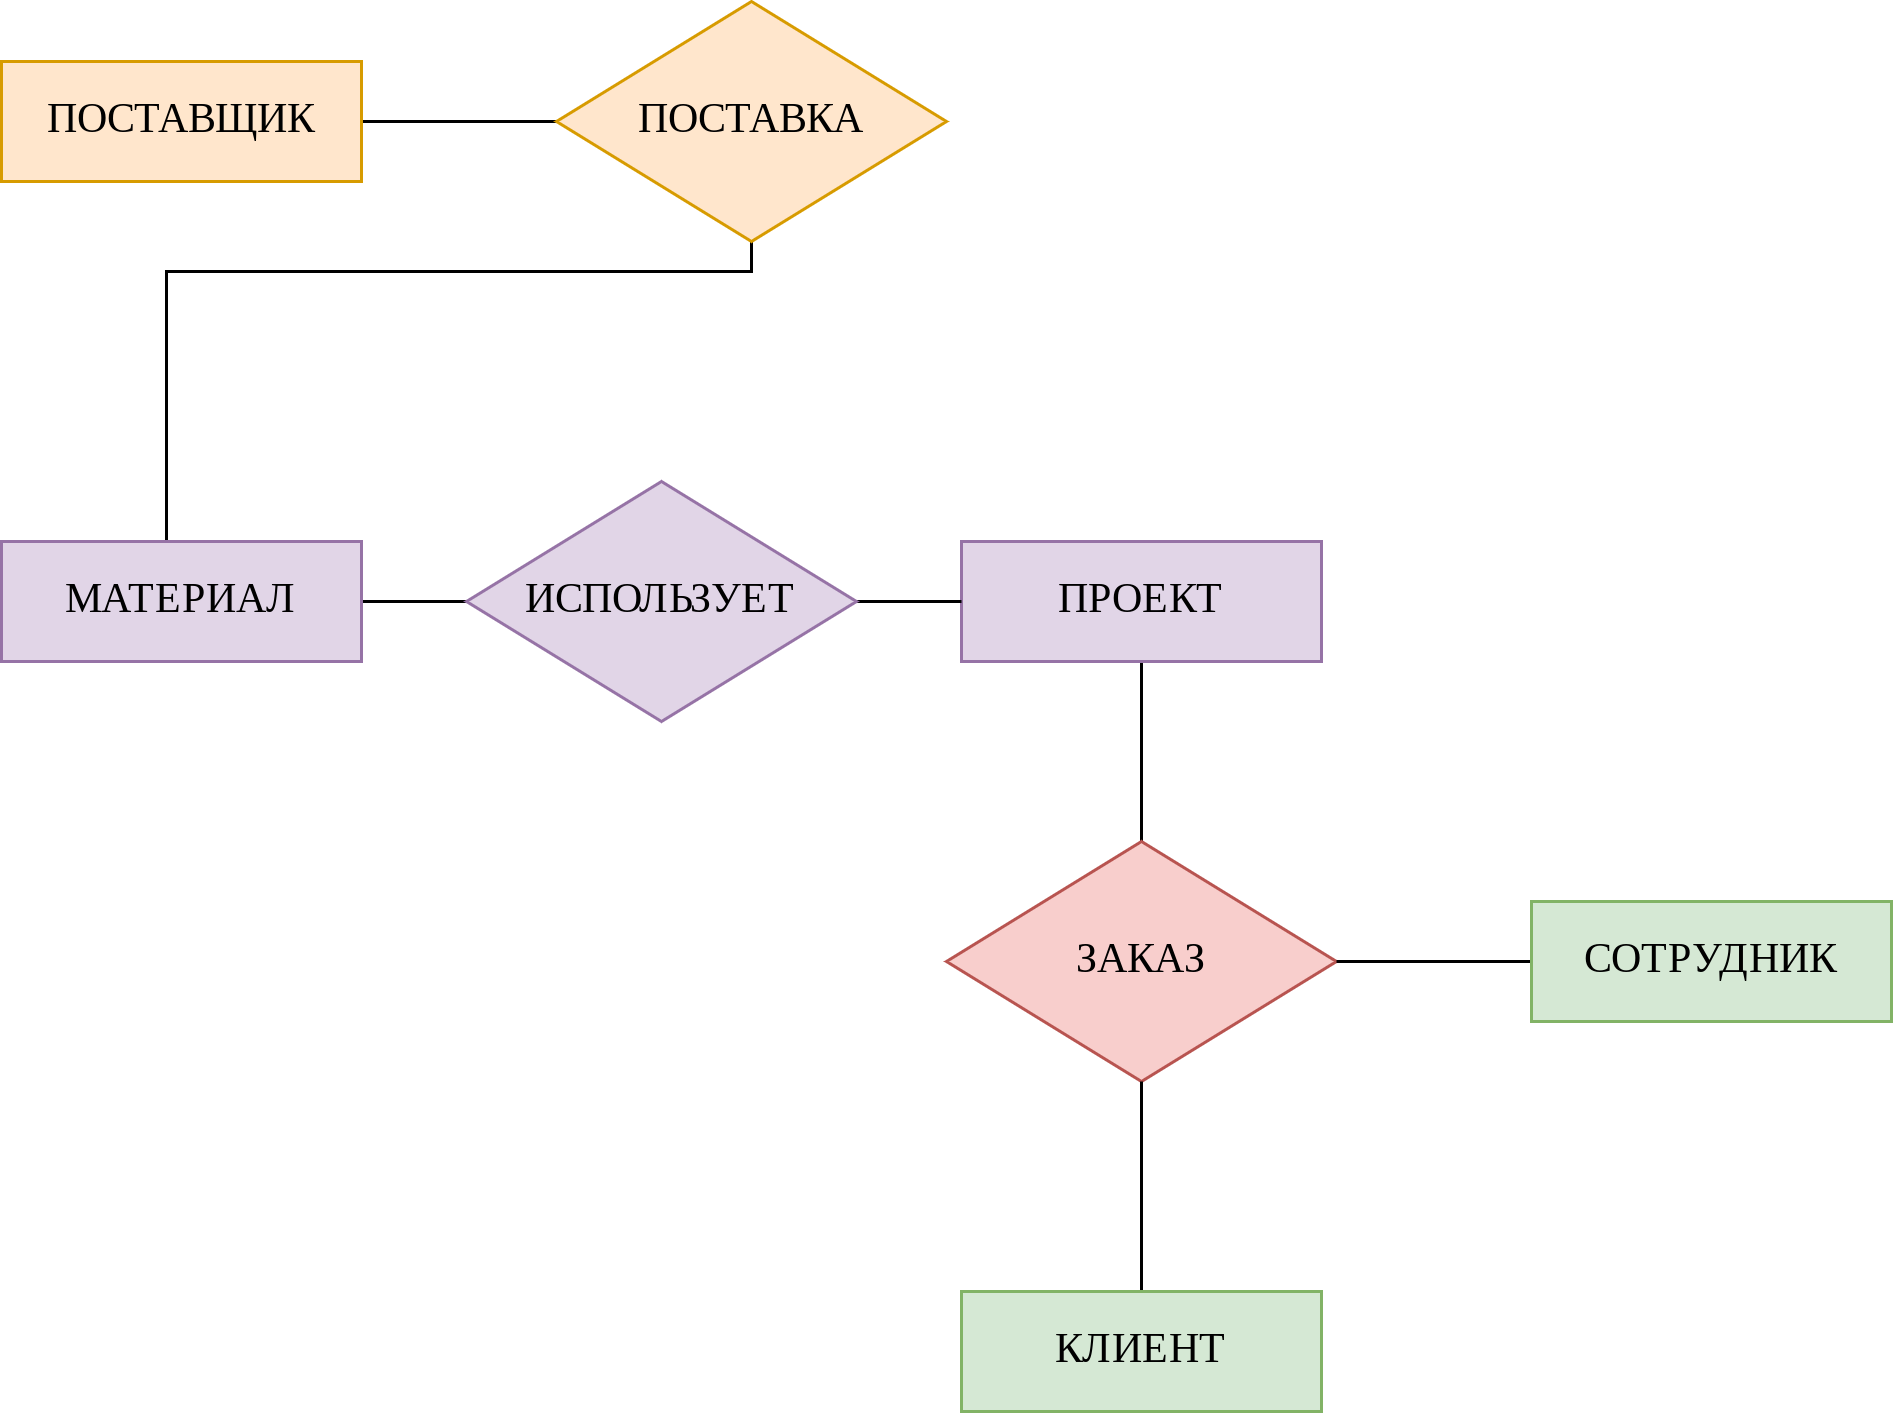 ПОСТАВЩИК
ПОСТАВКА
МАТЕРИАЛ
ИСПОЛЬЗУЕТ
ПРОЕКТ
ЗАКАЗ
СОТРУДНИК
КЛИЕНТ